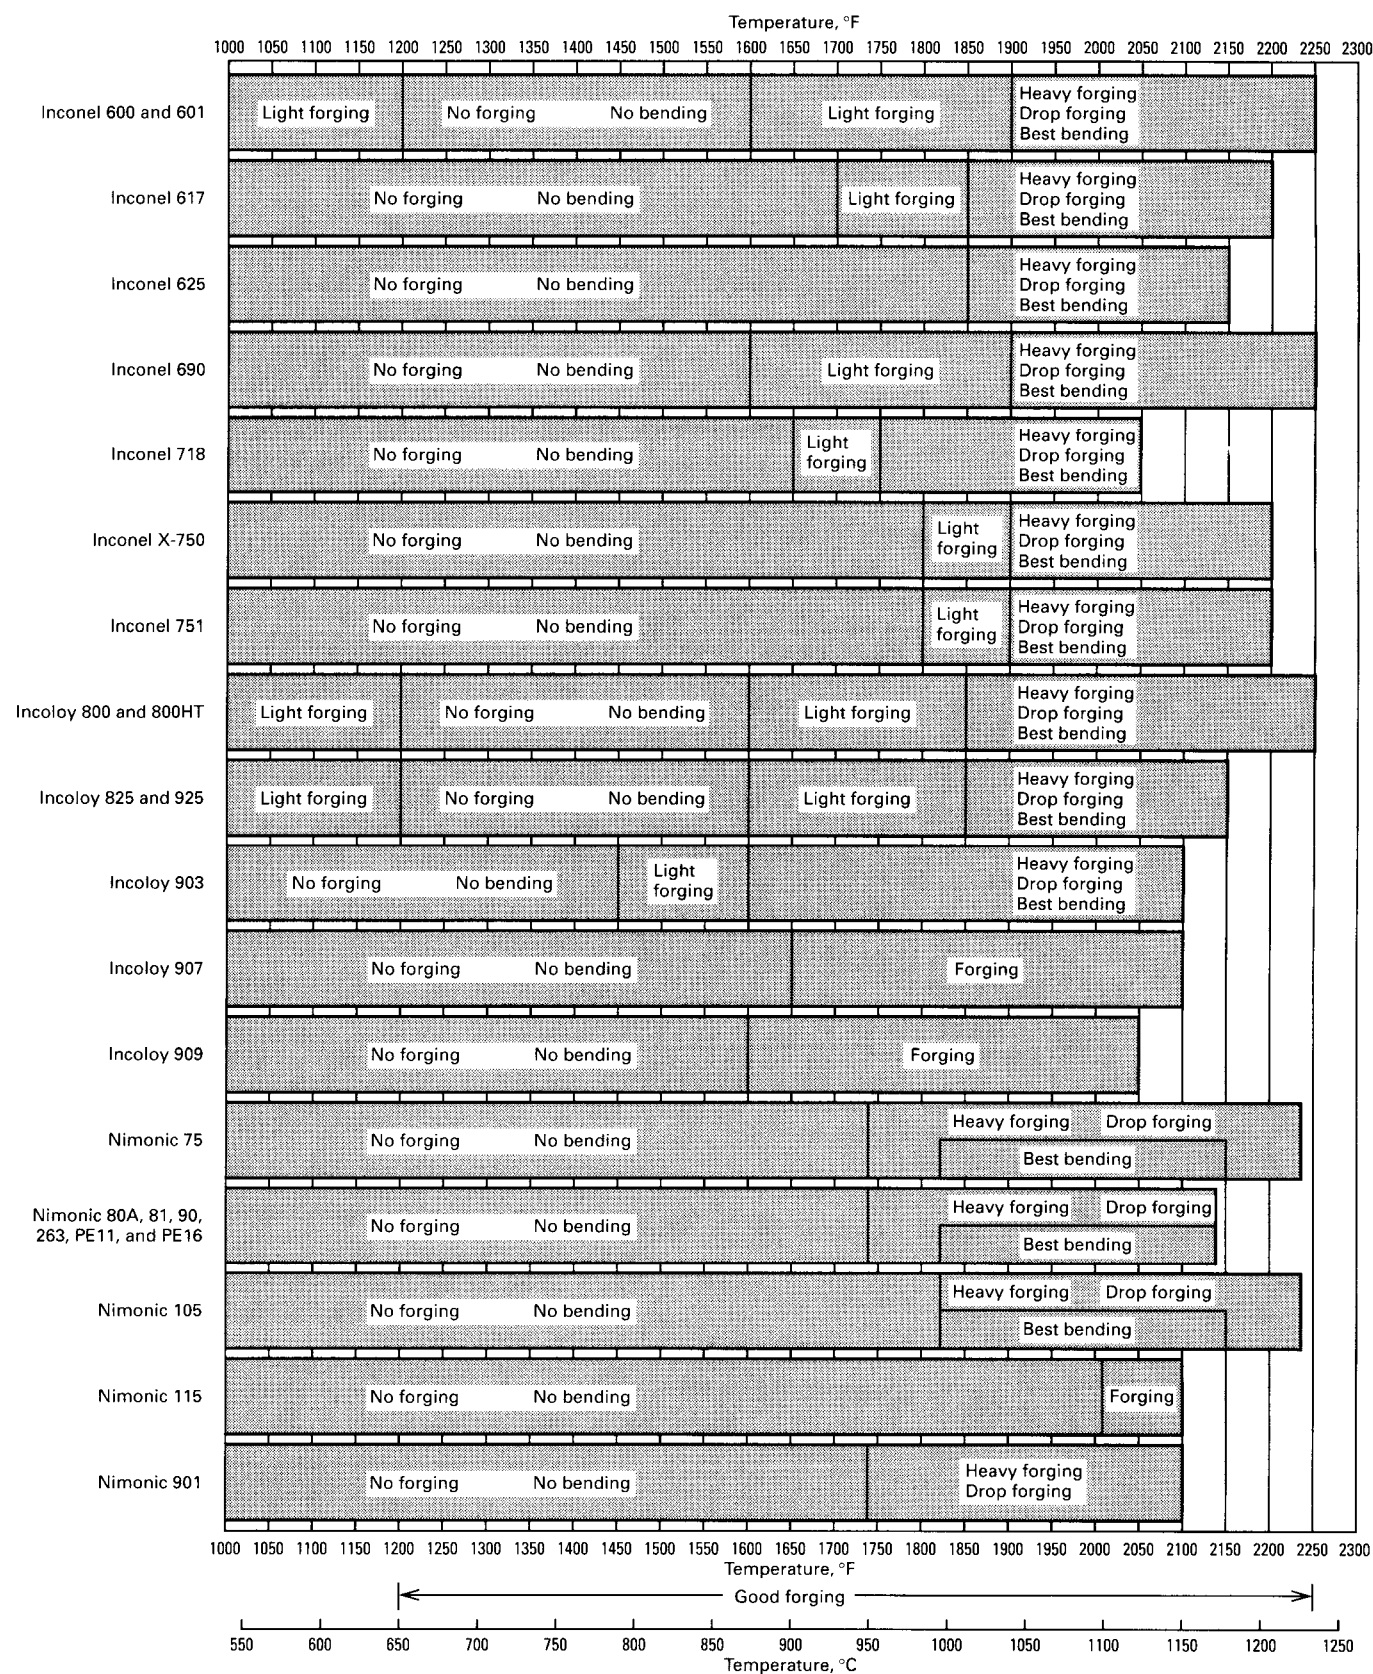 Temperature, °F
1000 1050 1100 1150 1200 1250 1300 1350 1400 1450 1500 1550 1600 1650 1700 1750 1800 1850 1900 1950 2000 2050 2100 2150 2200 2250 2300
Inconel 600 and 601
Light forging
No forging No bending
Light forging
Heavy forging
Drop forging
Best bending
Inconel 617
No forging No bending
Light forging
Heavy forging
Drop forging
Best bending
Inconel 625
No forging No bending
Heavy forging
Drop forging
Best bending
Inconel 690
No forging No bending
Light forging
Heavy forging
Drop forging
Best bending
Inconel 718
No forging No bending
Light
forging
Heavy forging
Drop forging
Best bending
Inconel X-750
No forging No bending
Light
forging
Heavy forging
Drop forging
Best bending
Inconel 751
No forging No bending
Light
forging
Heavy forging
Drop forging
Best bending
Incoloy 800 and 800HT
Light forging
No forging No bending
Light forging
Heavy forging
Drop forging
Best bending
Incoloy 825 and 925
Light forging
No forging No bending
Light forging
Heavy forging
Drop forging
Best bending
Incoloy 903
No forging No bending
Light
forging
Heavy forging
Drop forging
Best bending
Incoloy 907
No forging No bending
Forging
Incoloy 909
No forging No bending
Forging
Nimonic 75
No forging No bending
Heavy forging Drop forging
Best bending
Nimonic 80A, 81, 90,
263, PE11, and PE16
No forging No bending
Heavy forging Drop forging
Best bending
Nimonic 105
No forging No bending
Heavy forging Drop forging
Best bending
Nimonic 115
No forging No bending
Forging
Nimonic 901
No forging No bending
Heavy forging
Drop forging
1000 1050 1100 1150 1200 1250 1300 1350 1400 1450 1500 1550 1600 1650 1700 1750 1800 1850 1900 1950 2000 2050 2100 2150 2200 2250 2300
Temperature, °F
Good forging
550 600 650 700 750 800 850 900 950 1000 1050 1100 1150 1200 1250
Temperature, °C